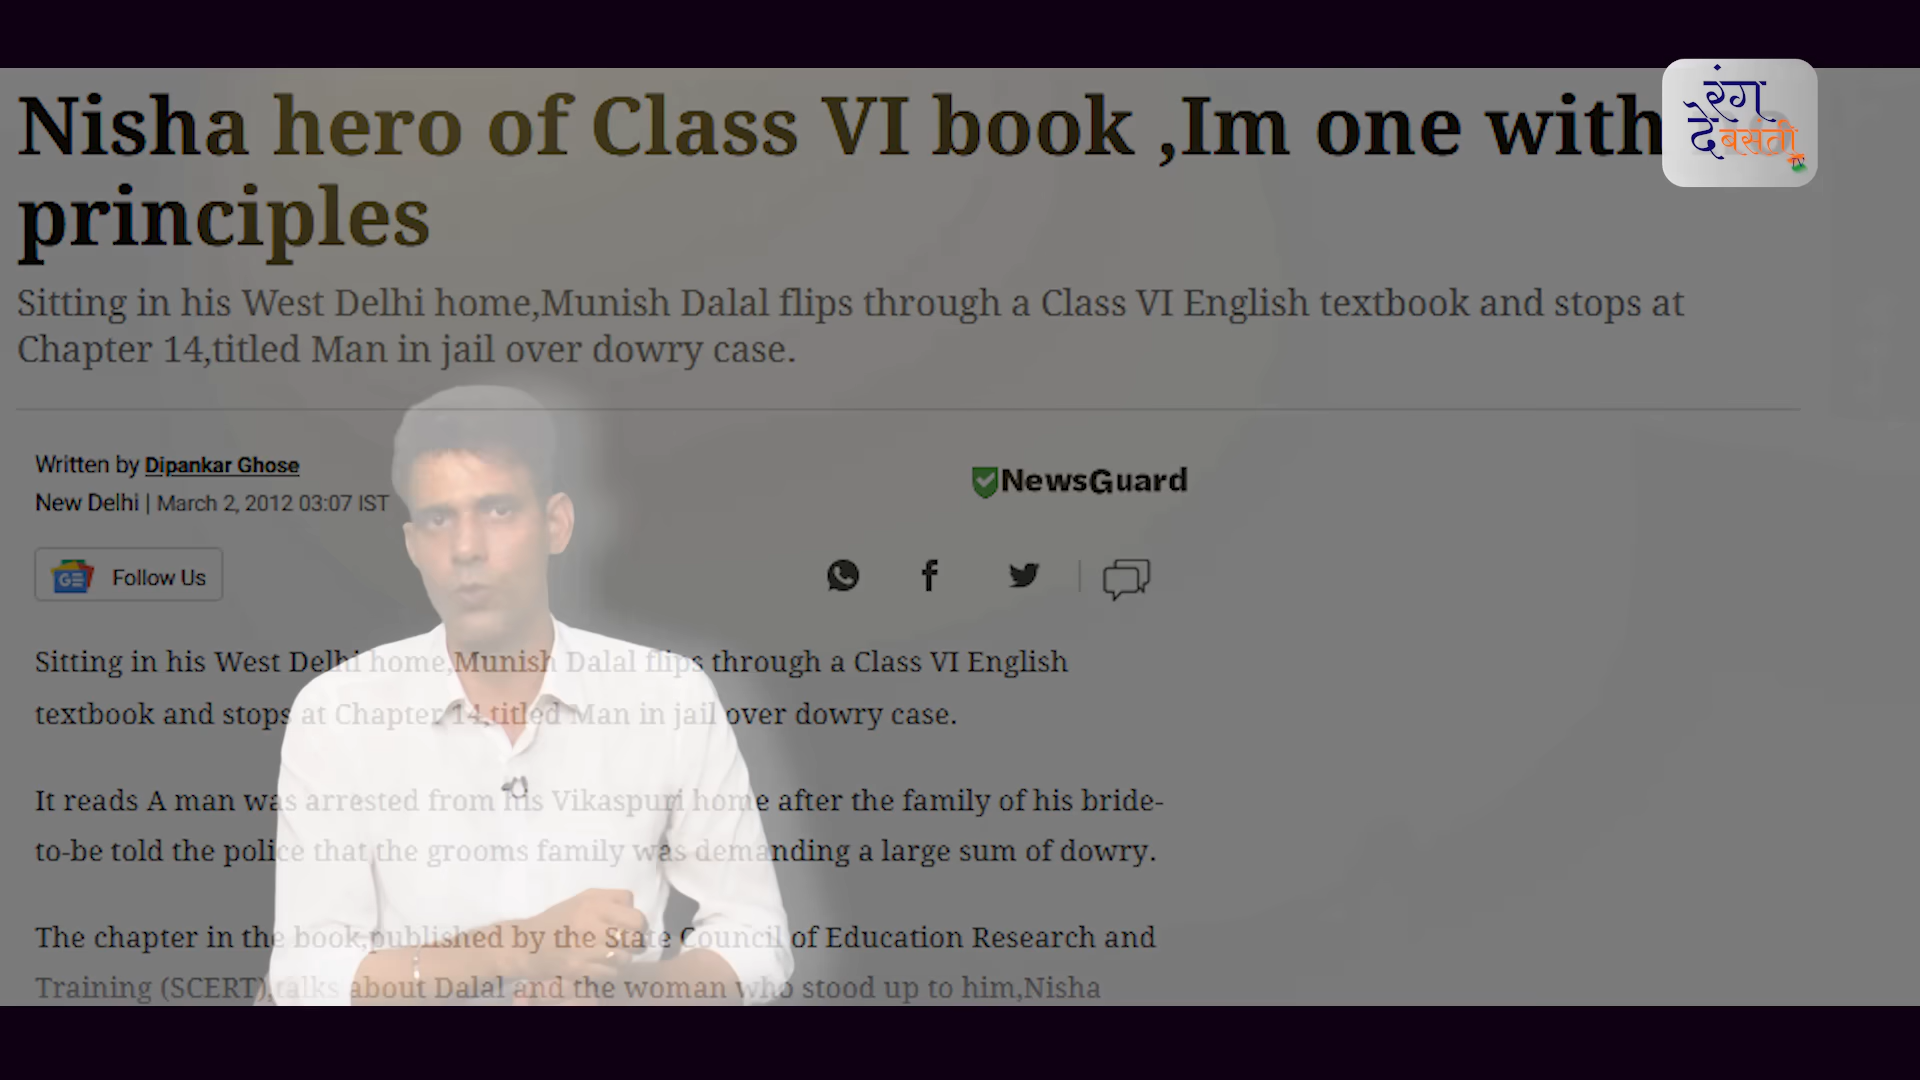 Nisha hero of Class VI book ,Im one with
principles
रंग
दे बसंती
Sitting in his West Delhi home,Munish Dalal flips through a Class VI English textbook and stops at
Chapter 14,titled Man in jail over dowry case.
Written by Dipankar Ghose
New Delhi | March 2, 2012 03:07 IST
NewsGuard
GE Follow Us
Sitting in his West Delhi home,Munish Dalal flips through a Class VI English
textbook and stops at Chapter 14,titled Man in jail over dowry case.
It reads A man was arrested from his Vikaspuri home after the family of his bride-
to-be told the police that the grooms family was demanding a large sum of dowry.
The chapter in the book,published by the State Council of Education Research and
Training (SCERT),talks about Dalal and the woman who stood up to him,Nisha